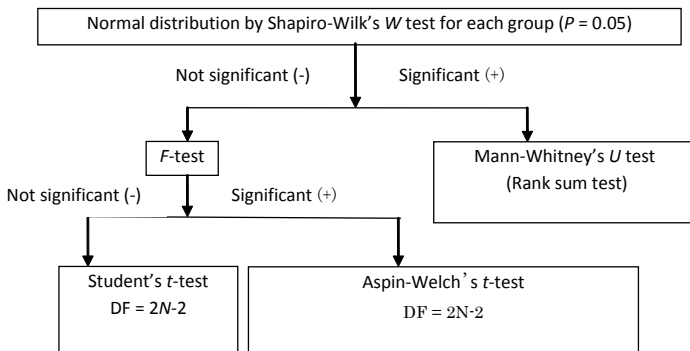 Normal distribution by Shapiro-Wilk's W test for each group (P = 0.05)
Not significant (-)
Significant (+)
F-test
Mann-Whitney's U test
(Rank sum test)
Not significant (-)
Significant (+)
Student's t-test
DF = 2N-2
Aspin-Welch's t-test
DF = 2N-2